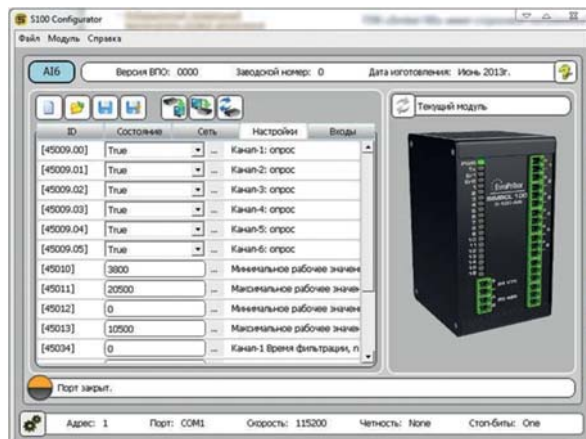 S100 Configurator
Файл Модуль Справка
AI6
Версия ВПО: 0000 Заводской номер: 0 Дата изготовления: Июнь 2013г.
Текущий модуль
ID Состояние Сеть Настройки Входы
[45009.00] True ... Канал-1: опрос
[45009.01] True ... Канал-2: опрос
[45009.02] True ... Канал-3: опрос
[45009.03] True ... Канал-4: опрос
[45009.04] True ... Канал-5: опрос
[45009.05] True ... Канал-6: опрос
[45010] 3800 ... Минимальное рабочее значен
[45011] 20500 ... Максимальное рабочее значен
[45012] 0 ... Минимальное рабочее значен
[45013] 10500 ... Максимальное рабочее значен
[45034] 0 ... Канал-1 Время фильтрации, п
EvroPribor
SIMBOL 100
RS 485
Порт закрыт.
Адрес: 1 Порт: COM1 Скорость: 115200 Четность: None Стоп-биты: One